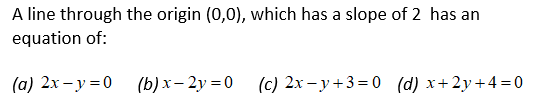 A line through the origin (0,0), which has a slope of 2 has an
equation of:
(a) 2x – y = 0 (b) x – 2y = 0 (c) 2x – y + 3 = 0 (d) x + 2y + 4 = 0